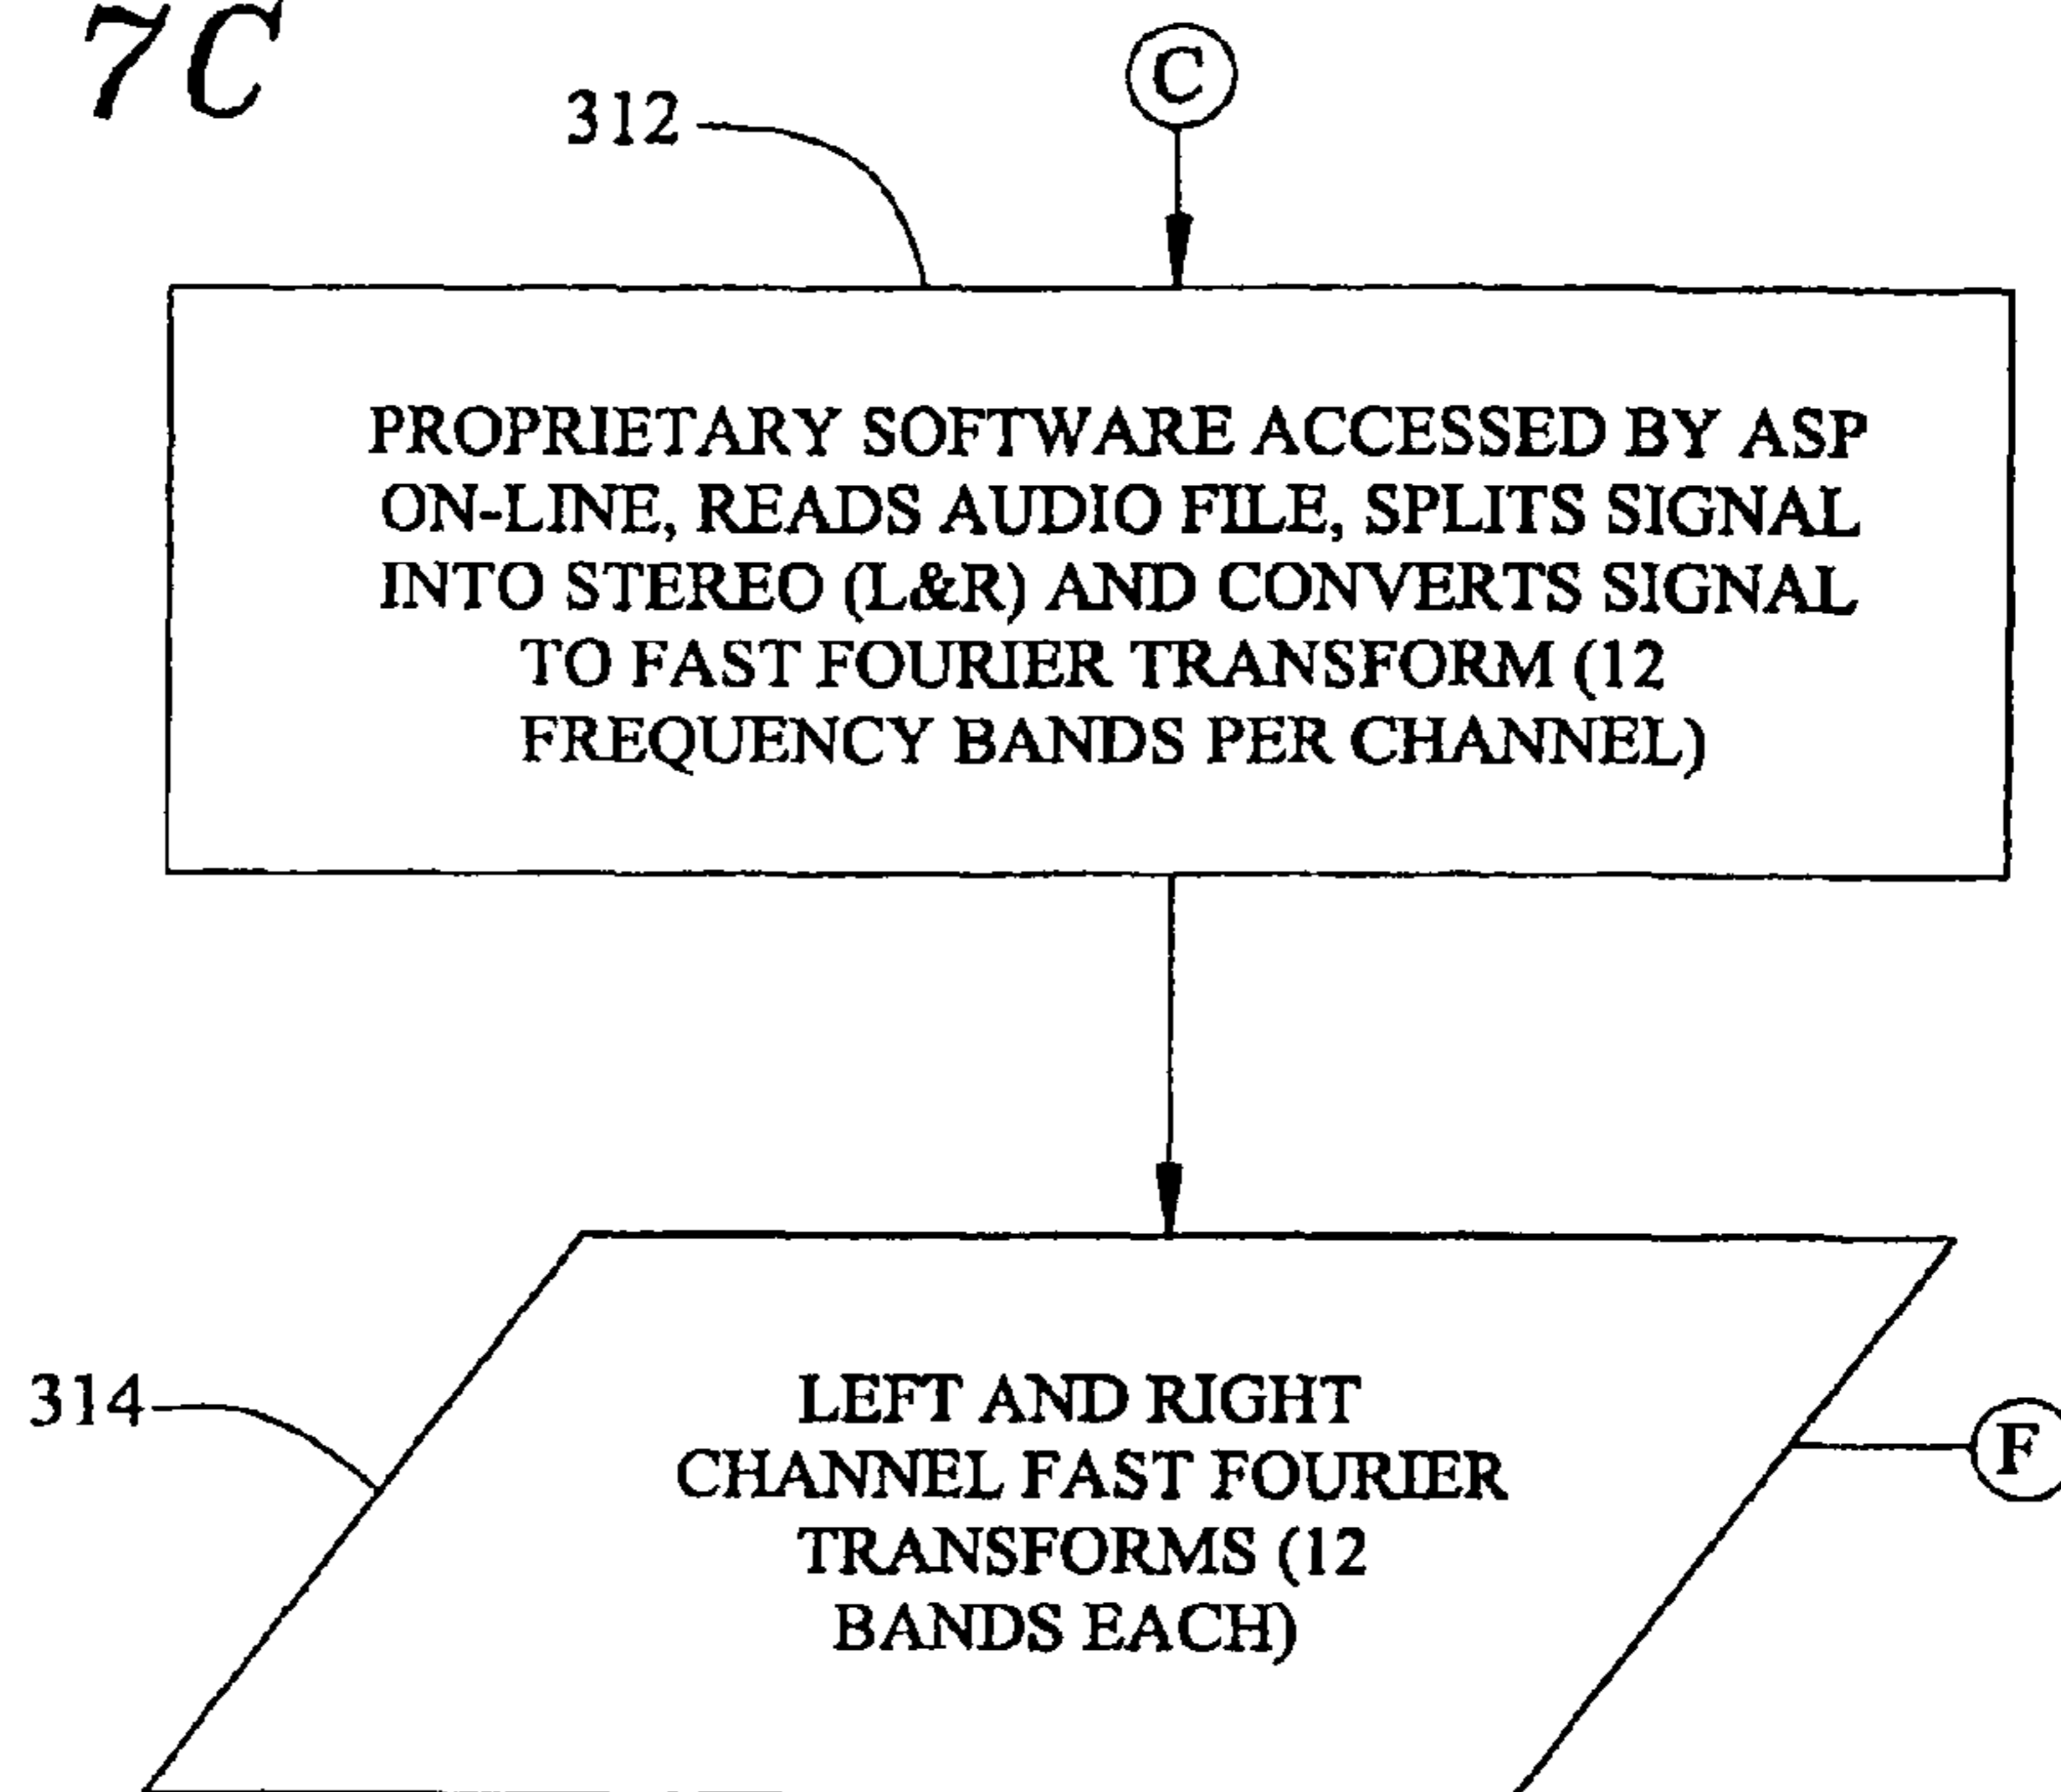 7C
C
312
PROPRIETARY SOFTWARE ACCESSED BY ASP
ON-LINE, READS AUDIO FILE, SPLITS SIGNAL
INTO STEREO (L&R) AND CONVERTS SIGNAL
TO FAST FOURIER TRANSFORM (12
FREQUENCY BANDS PER CHANNEL)
314
LEFT AND RIGHT
CHANNEL FAST FOURIER
TRANSFORMS (12
BANDS EACH)
F